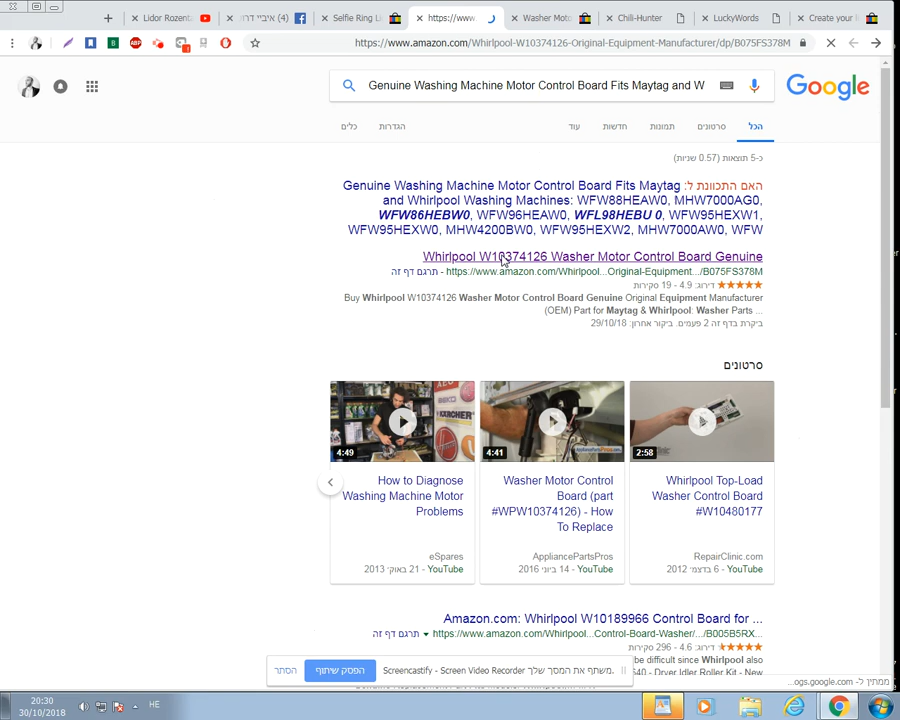 Lidor Rozenta
(4) איביי דרו
Selfie Ring Li
https://www
Washer Moto
Chili-Hunter
LuckyWords
Create your l
https://www.amazon.com/Whirlpool-W10374126-Original-Equipment-Manufacturer/dp/B075FS378M
Genuine Washing Machine Motor Control Board Fits Maytag and W
Google
הכל
סרטונים
תמונות
חדשות
עוד
הגדרות
כלים
כ-5 תוצאות (0.57 שניות)
האם התכוונת ל: Genuine Washing Machine Motor Control Board Fits Maytag
and Whirlpool Washing Machines: WFW88HEAW0, MHW7000AG0,
WFW86HEBW0, WFW96HEAW0, WFL98HEBU 0, WFW95HEXW1,
WFW95HEXW0, MHW4200BW0, WFW95HEXW2, MHW7000AW0, WFW
Whirlpool W10374126 Washer Motor Control Board Genuine
https://www.amazon.com/Whirlpool...Original-Equipment.../B075FS378M - תרגם דף זה
דירוג: 4.9 - 19 סקירות
Buy Whirlpool W10374126 Washer Motor Control Board Genuine Original Equipment Manufacturer
(OEM) Part for Maytag & Whirlpool: Washer Parts ...
ביקרת בדף זה 2 פעמים. ביקור אחרון: 29/10/18
סרטונים
4:49
4:41
2:58
How to Diagnose
Washing Machine Motor
Problems
eSpares
YouTube - 21 באוק׳ 2013
Washer Motor Control
Board (part
#WPW10374126) - How
To Replace
AppliancePartsPros
YouTube - 14 ביוני 2016
Whirlpool Top-Load
Washer Control Board
#W10480177
RepairClinic.com
YouTube - 6 בדצמ׳ 2012
Amazon.com: Whirlpool W10189966 Control Board for ...
https://www.amazon.com/Whirlpool...Control-Board-Washer/.../B005B5RX... תרגם דף זה
דירוג: 4.6 - 296 סקירות
be difficult since Whirlpool also
640 - Dryer Idler Roller Kit - New
Screencastify - Screen Video Recorder משתף את המסך שלך.
הפסק שיתוף
הסתר
ממתין ל- ogs.google.com...
20:30
30/10/2018
HE